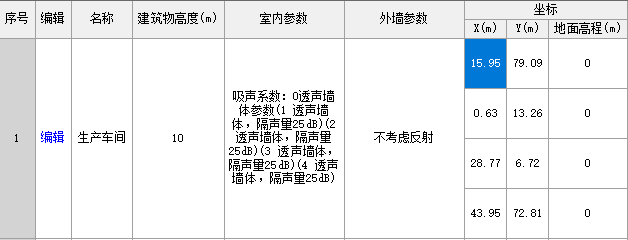 序号 编辑 名称 建筑物高度(m) 室内参数 外墙参数 坐标
X(m) Y(m) 地面高程(m)
1 编辑 生产车间 10
吸声系数：0透声墙
体参数(1 透声墙
体，隔声量25dB)(2
透声墙体，隔声量
25dB)(3 透声墙体，
隔声量25dB)(4 透声
墙体，隔声量25dB)
不考虑反射
15.95 79.09 0
0.63 13.26 0
28.77 6.72 0
43.95 72.81 0